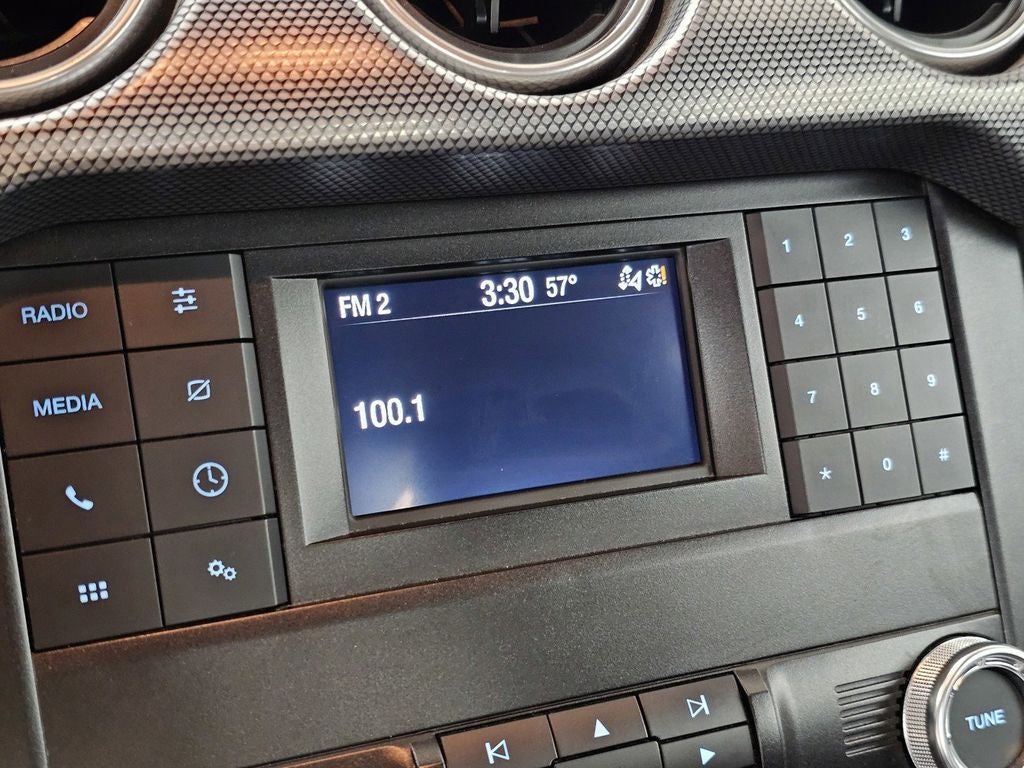 RADIO
MEDIA
FM 2 3:30 57°
100.1
1 2 3
4 5 6
7 8 9
* 0 #
TUNE